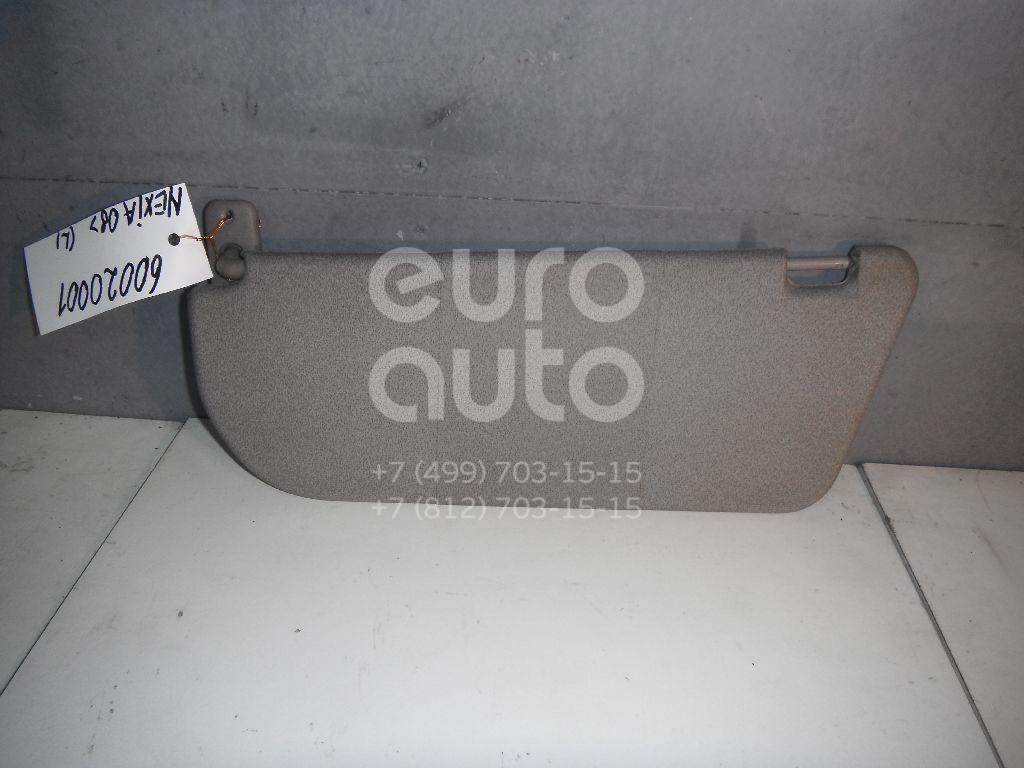 NEXIA 08> (L)
60020001
euro
auto
+7 (499) 703-15-15
+7 (812) 703-15-15